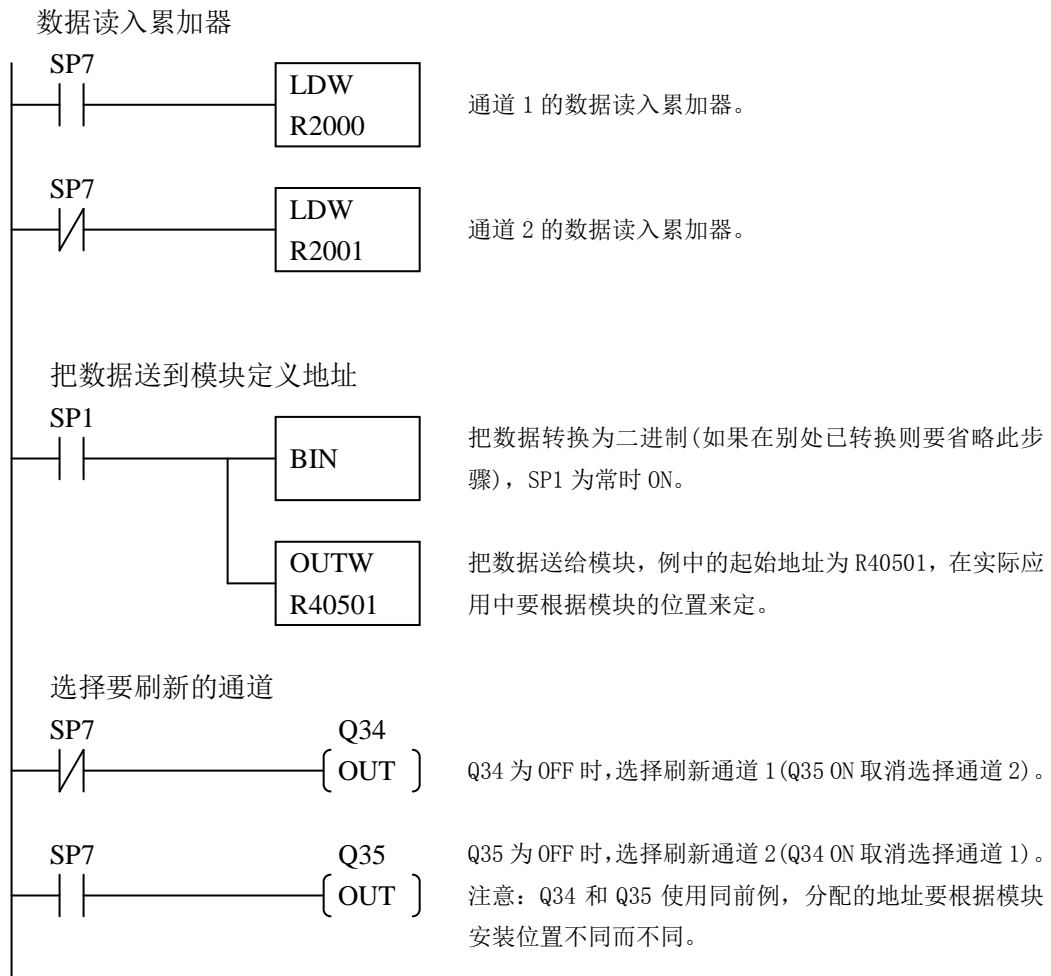 数据读入累加器
SP7
LDW
R2000
通道 1 的数据读入累加器。
SP7
LDW
R2001
通道 2 的数据读入累加器。
把数据送到模块定义地址
SP1
BIN
把数据转换为二进制(如果在别处已转换则要省略此步
骤)，SP1 为常时 ON。
OUTW
R40501
把数据送给模块，例中的起始地址为 R40501，在实际应
用中要根据模块的位置来定。
选择要刷新的通道
SP7
Q34
OUT
Q34 为 OFF 时，选择刷新通道 1(Q35 ON 取消选择通道 2)。
SP7
Q35
OUT
Q35 为 OFF 时，选择刷新通道 2(Q34 ON 取消选择通道 1)。
注意：Q34 和 Q35 使用同前例，分配的地址要根据模块
安装位置不同而不同。